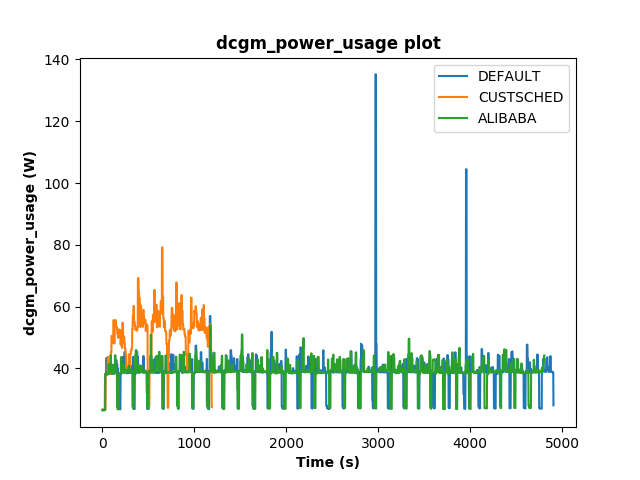 dcgm_power_usage plot
DEFAULT
CUSTSCHED
ALIBABA
dcgm_power_usage (W)
140
120
100
80
60
40
0
1000
2000
3000
4000
5000
Time (s)